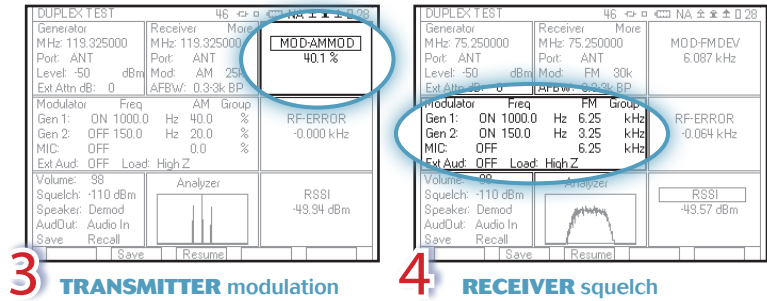 DUPLEX TEST 46 NA 28
Generator
MHz: 119.325000
Port: ANT
Level: -50 dBm
Ext Attn dB: 0
Receiver More
MHz: 119.325000
Port: ANT
Mod: AM 25k
AFBW: 0.3-3k BP
MOD-AMMOD
40.1 %
Modulator Freq AM Group
Gen 1: ON 1000.0 Hz 40.0 %
Gen 2: OFF 150.0 Hz 20.0 %
MIC: OFF 0.0 %
Ext Aud: OFF Load: High Z
RF-ERROR
-0.000 kHz
Volume: 98
Squelch: -110 dBm
Speaker: Demod
AudOut: Audio In
Save Recall
Analyzer
RSSI
-49.94 dBm
Save Resume
3 TRANSMITTER modulation
DUPLEX TEST 46 NA 28
Generator
MHz: 75.250000
Port: ANT
Level: -50 dBm
Ext Attn dB: 0
Receiver More
MHz: 75.250000
Port: ANT
Mod: FM 30k
AFBW: 0.3-3k BP
MOD-FMDEV
6.087 kHz
Modulator Freq FM Group
Gen 1: ON 1000.0 Hz 6.25 kHz
Gen 2: ON 150.0 Hz 3.25 kHz
MIC: OFF 6.25 kHz
Ext Aud: OFF Load: High Z
RF-ERROR
-0.064 kHz
Volume: 98
Squelch: -110 dBm
Speaker: Demod
AudOut: Audio In
Save Recall
Analyzer
RSSI
-49.57 dBm
Save Resume
4 RECEIVER squelch